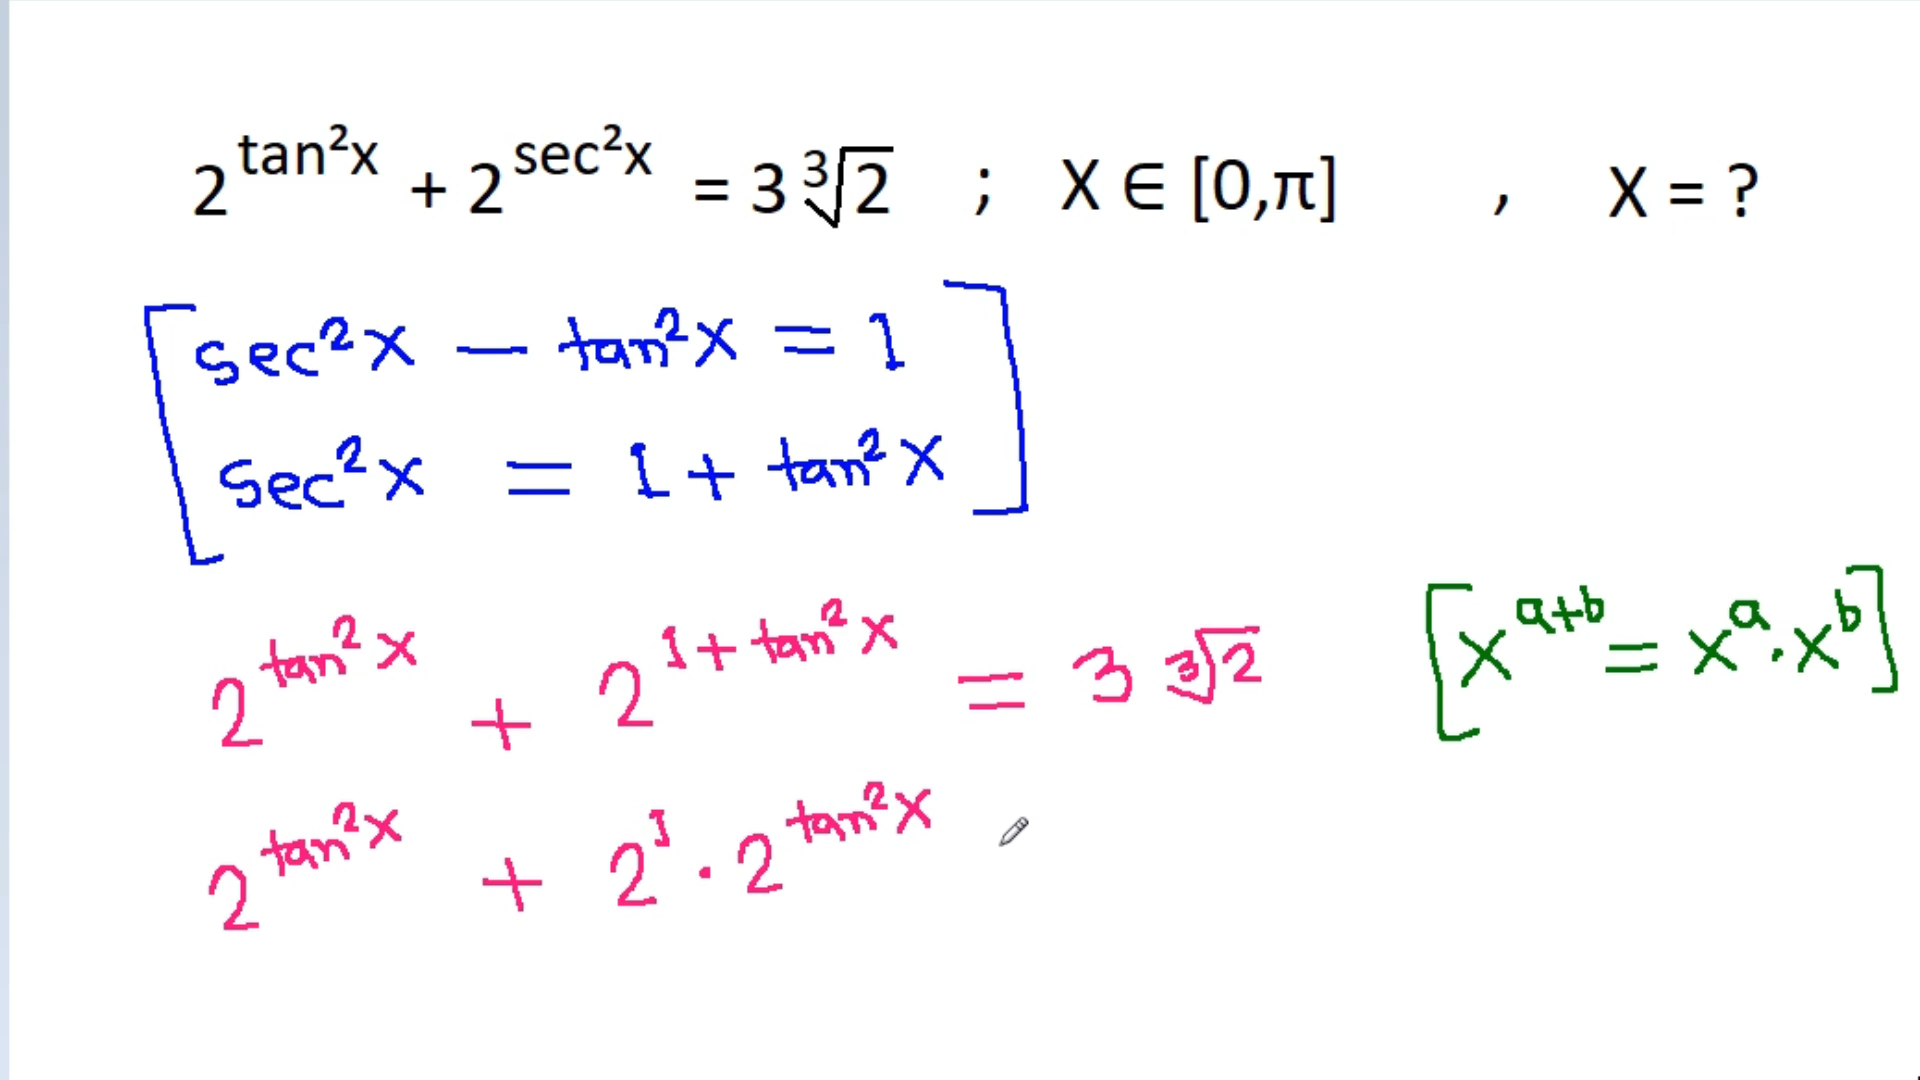 2^tan²x + 2^sec²x = 3∛2 ; X ∈ [0,π] , X = ?
[sec²x − tan²x = 1
sec²x = 1 + tan²x]
2^tan²x + 2^1+tan²x = 3 ∛2 [x^a+b = x^a · x^b]
2^tan²x + 2^1 · 2^tan²x